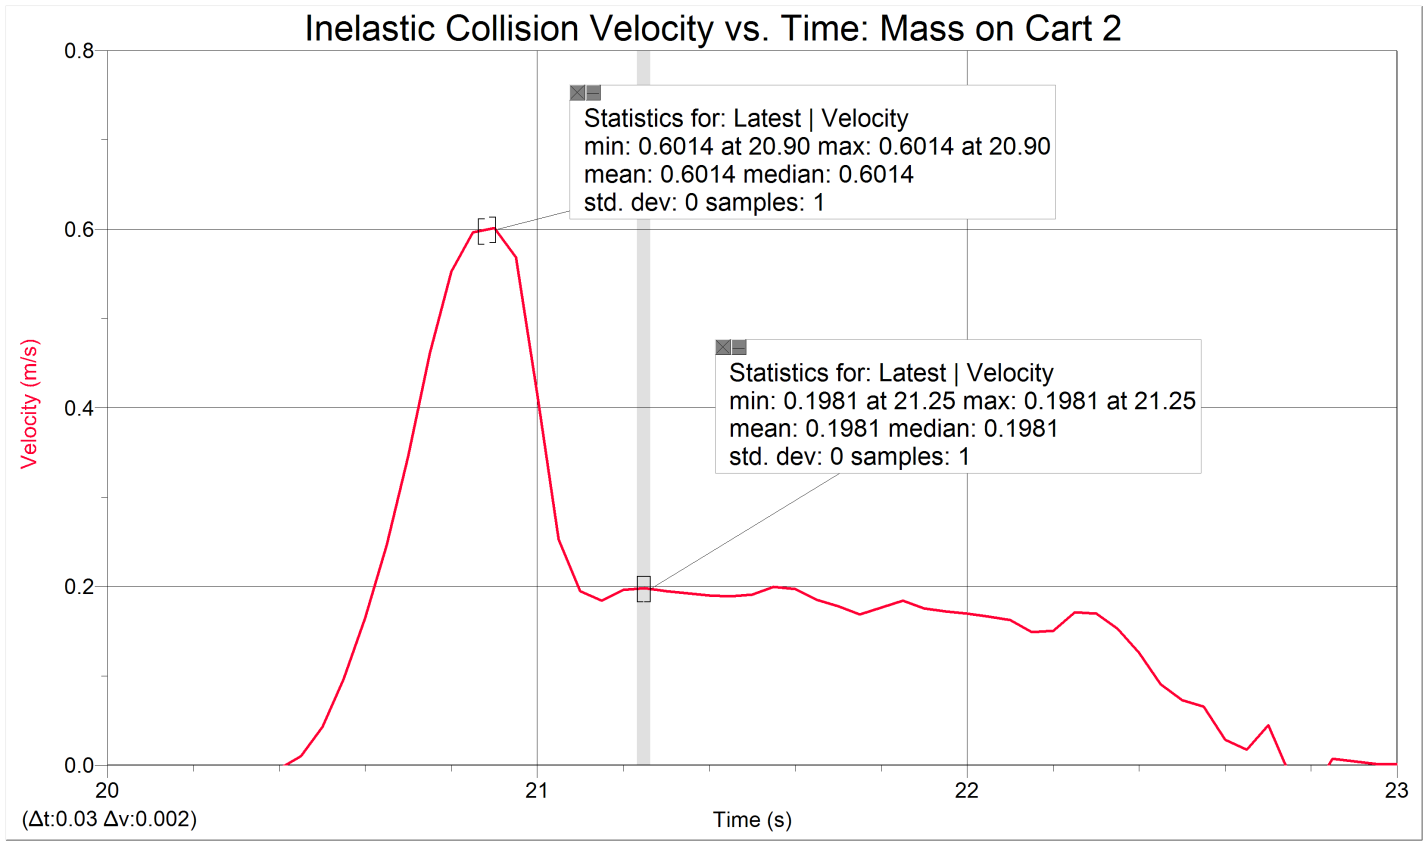 Inelastic Collision Velocity vs. Time: Mass on Cart 2
0.8
Statistics for: Latest | Velocity
min: 0.6014 at 20.90 max: 0.6014 at 20.90
mean: 0.6014 median: 0.6014
std. dev: 0 samples: 1
0.6
Velocity (m/s)
Statistics for: Latest | Velocity
min: 0.1981 at 21.25 max: 0.1981 at 21.25
mean: 0.1981 median: 0.1981
std. dev: 0 samples: 1
0.4
0.2
0.0
20 21 22 23
(Δt:0.03 Δv:0.002)
Time (s)